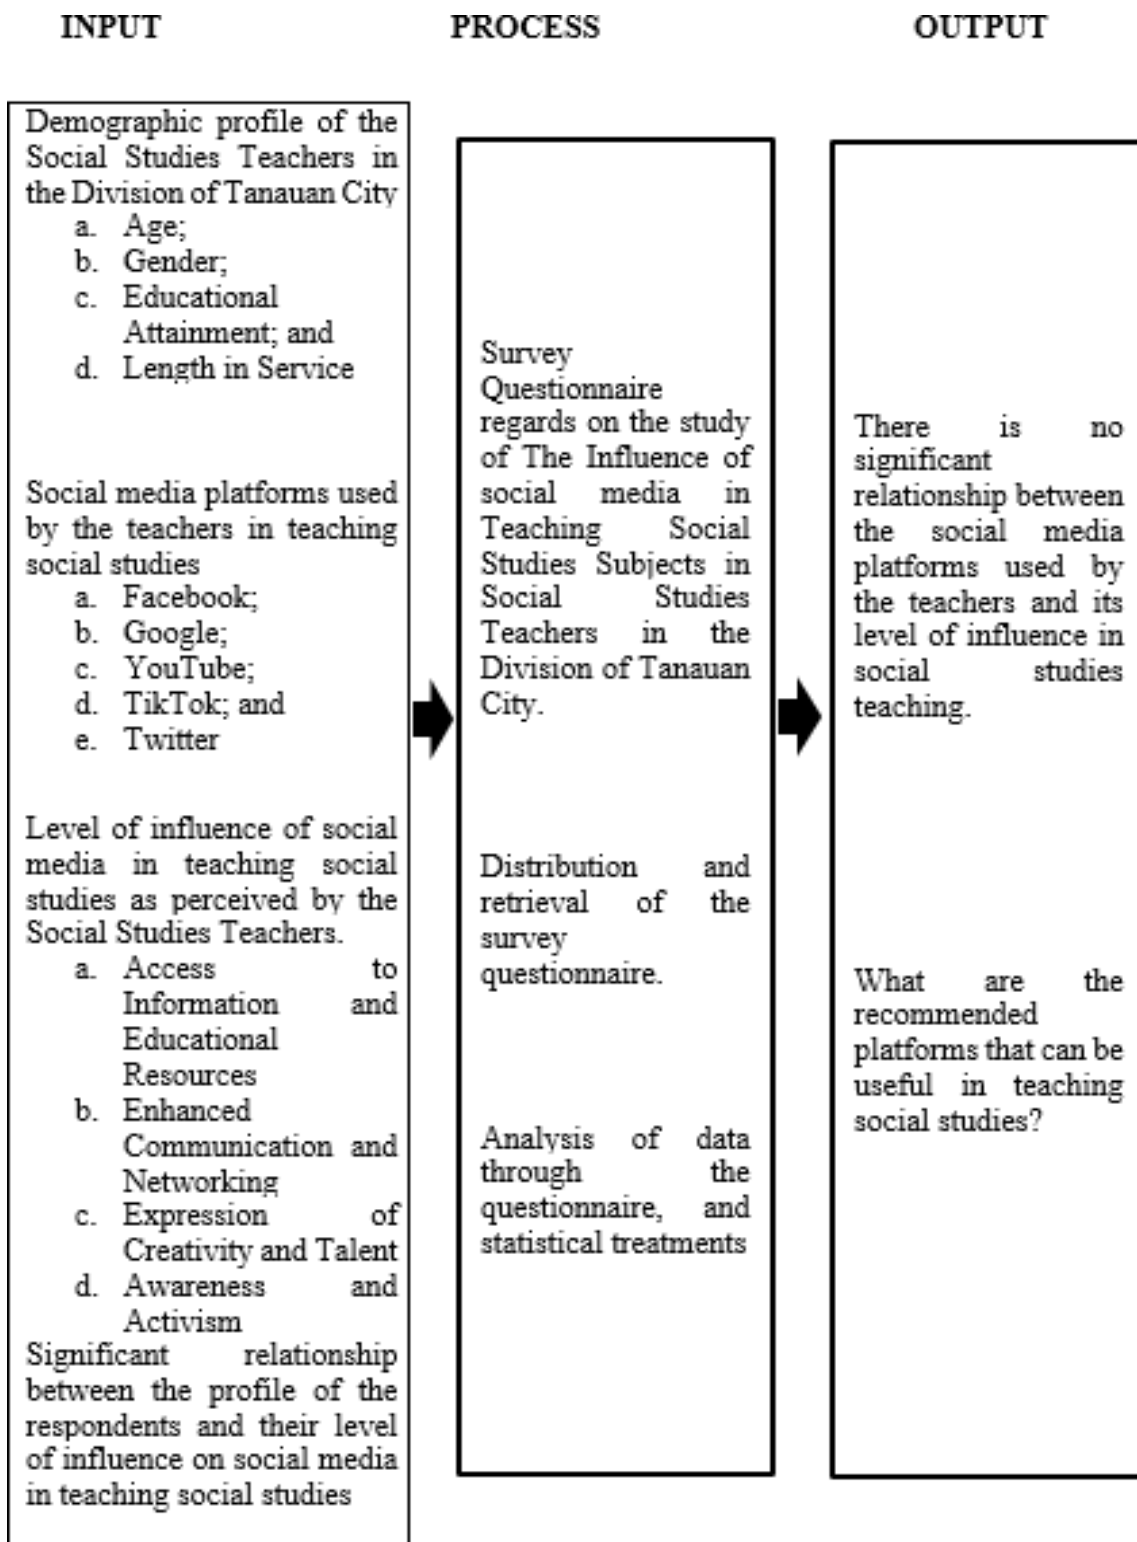 INPUT
PROCESS
OUTPUT
Demographic profile of the
Social Studies Teachers in
the Division of Tanauan City
a. Age;
b. Gender;
c. Educational
Attainment; and
d. Length in Service
Social media platforms used
by the teachers in teaching
social studies
a. Facebook;
b. Google;
c. YouTube;
d. TikTok; and
e. Twitter
Level of influence of social
media in teaching social
studies as perceived by the
Social Studies Teachers.
a. Access to
Information and
Educational
Resources
b. Enhanced
Communication and
Networking
c. Expression of
Creativity and Talent
d. Awareness and
Activism
Significant relationship
between the profile of the
respondents and their level
of influence on social media
in teaching social studies
Survey
Questionnaire
regards on the study
of The Influence of
social media in
Teaching Social
Studies Subjects in
Social Studies
Teachers in the
Division of Tanauan
City.
Distribution and
retrieval of the
survey
questionnaire.
Analysis of data
through the
questionnaire, and
statistical treatments
There is no
significant
relationship between
the social media
platforms used by
the teachers and its
level of influence in
social studies
teaching.
What are the
recommended
platforms that can be
useful in teaching
social studies?